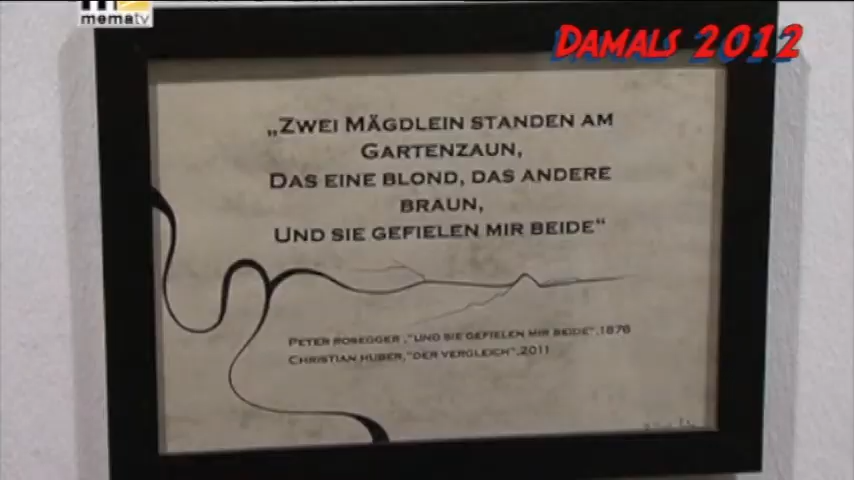 mematv
DAMALS 2012
„ZWEI MÄGDLEIN STANDEN AM
GARTENZAUN,
DAS EINE BLOND, DAS ANDERE
BRAUN,
UND SIE GEFIELEN MIR BEIDE“
PETER ROSEGGER ,"UND SIE GEFIELEN MIR BEIDE",1876
CHRISTIAN HUBER,"DER VERGLEICH",2011